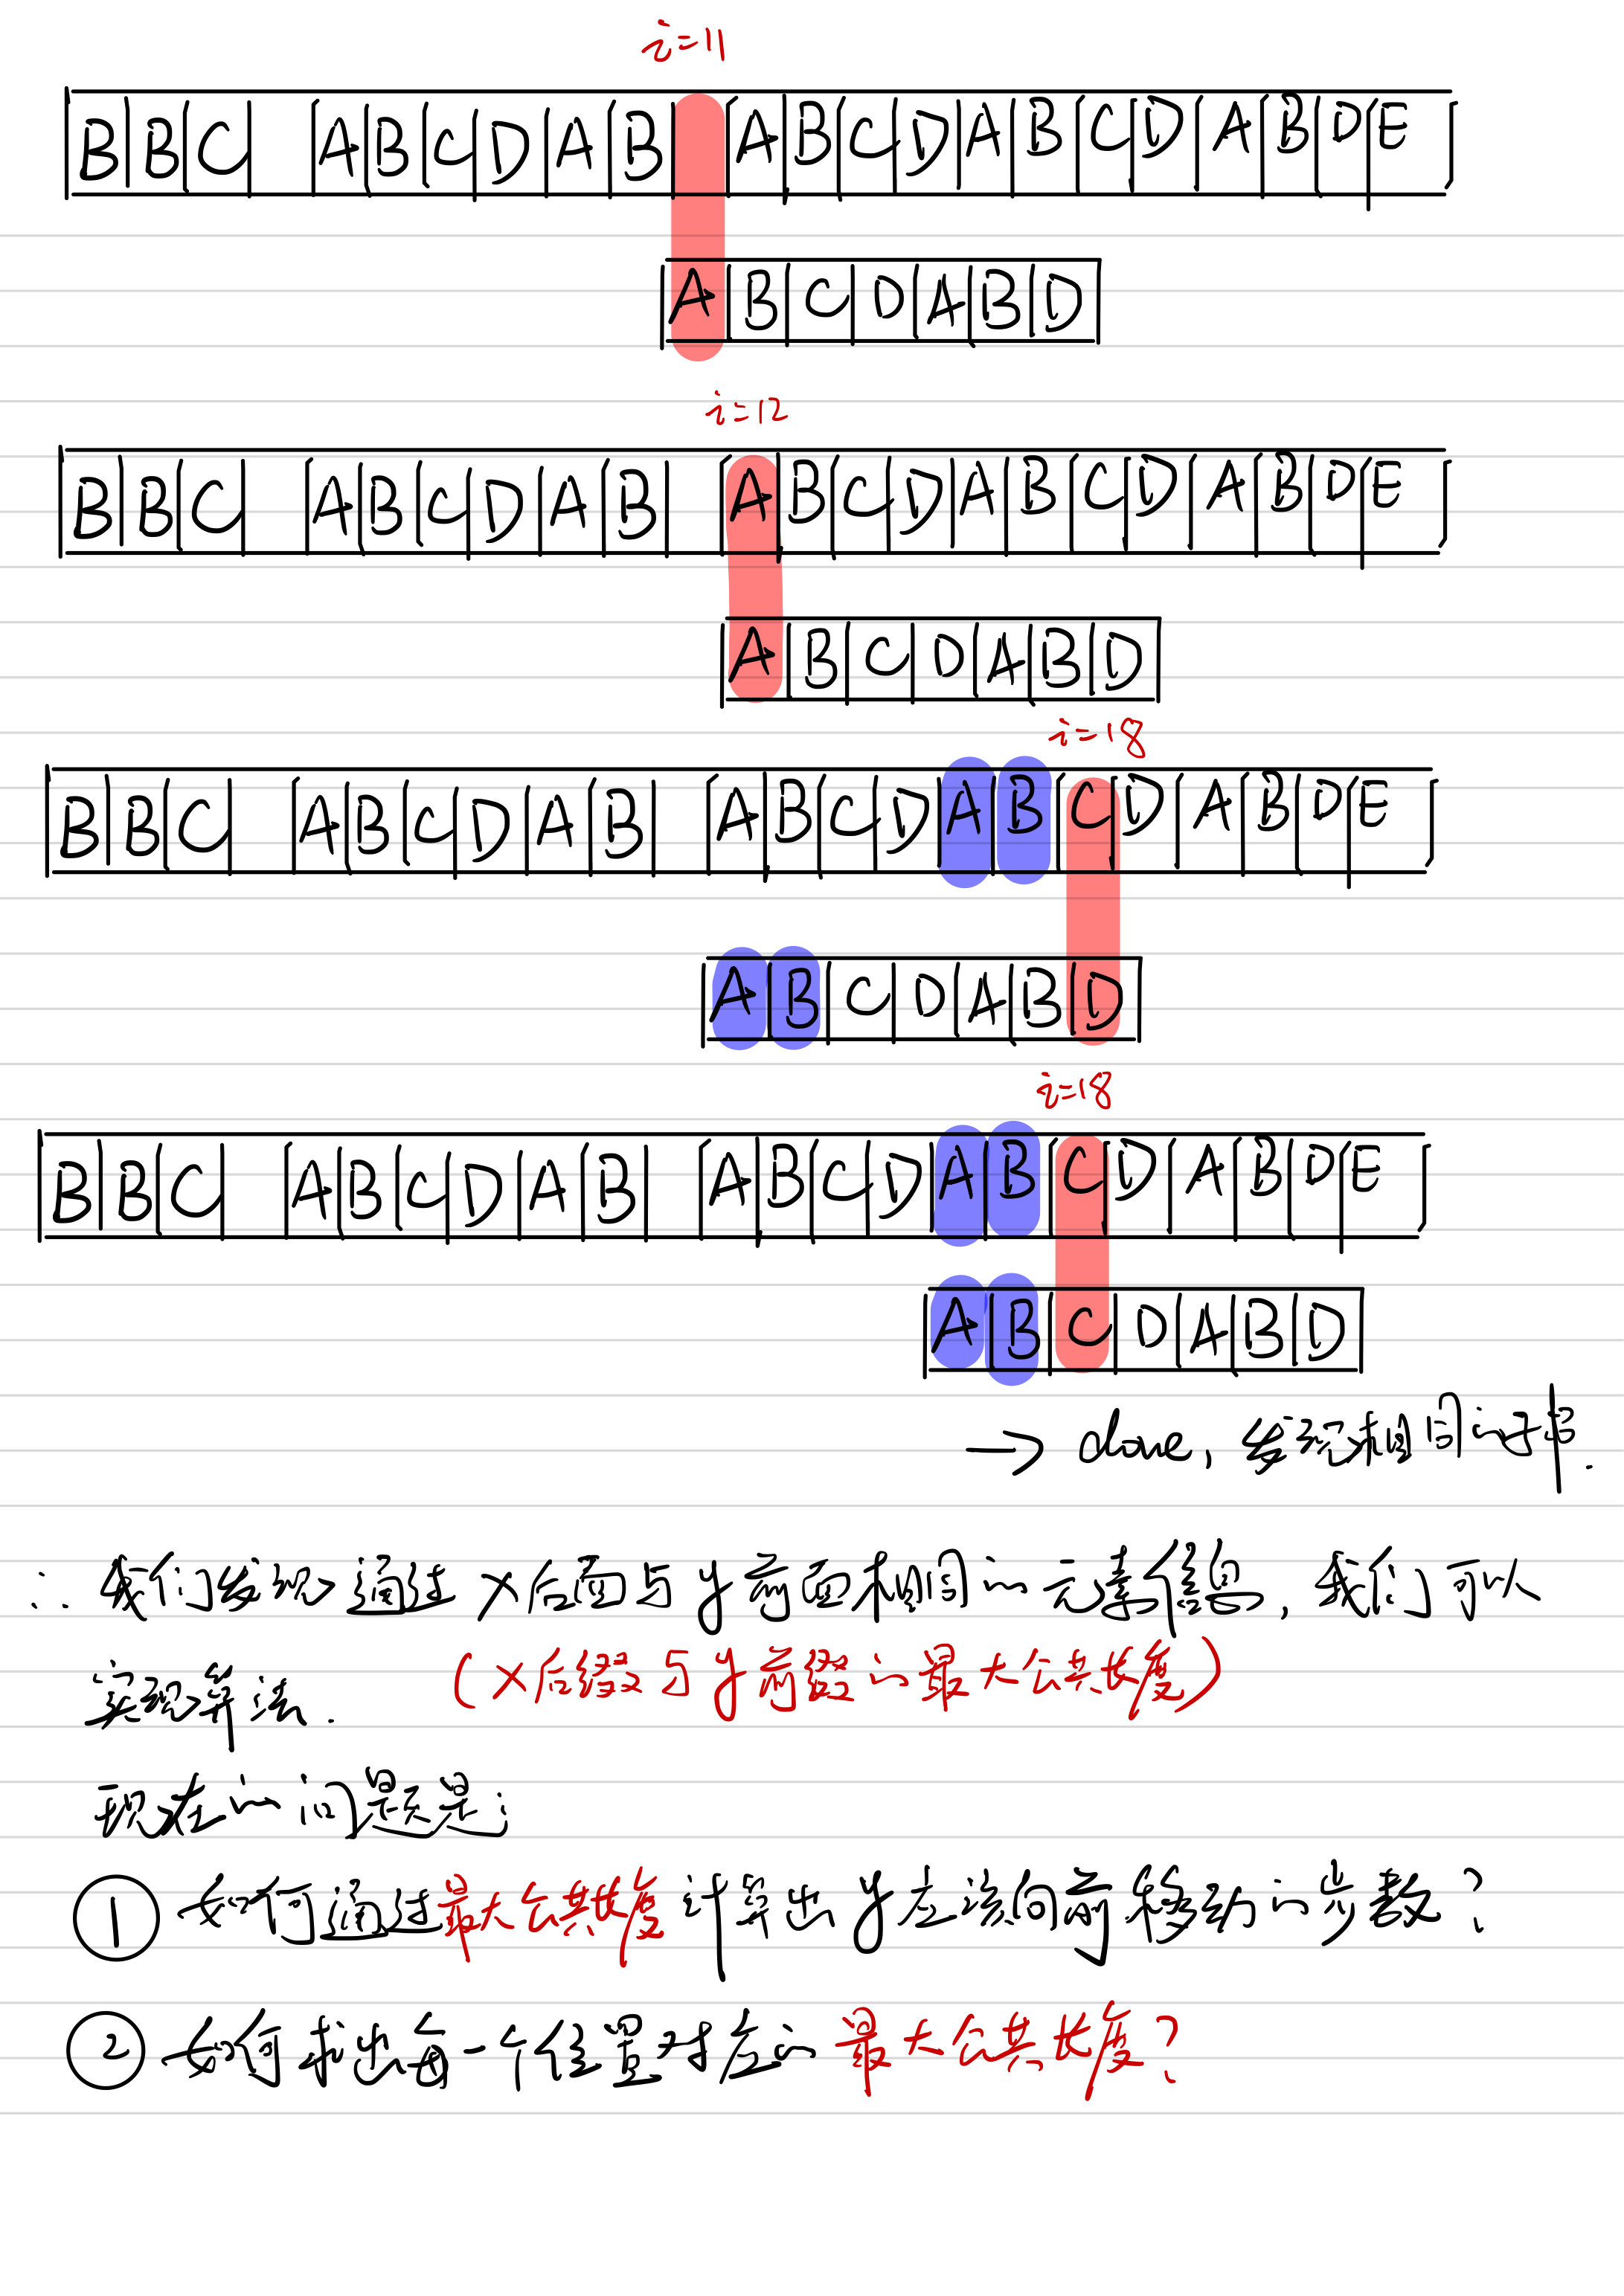 i=11
B B C A B C D A B A B C D A B C D A B D E
A B C D A B D
i=12
B B C A B C D A B A B C D A B C D A B D E
A B C D A B D
i=18
B B C A B C D A B A B C D A B C D A B D E
A B C D A B D
i=18
B B C A B C D A B A B C D A B C D A B D E
A B C D A B D
→ done, 发现相同的子串.
∴ 我们发现通过 X后面与y前面相同的元素信息, 我们可以
实现算法. (X后缀与y前缀的最大公共长度)
现在的问题是:
① 如何通过最大公共长度计算出y应该向前移动的步数?
② 如何求出每一个位置对应的最大公共长度?